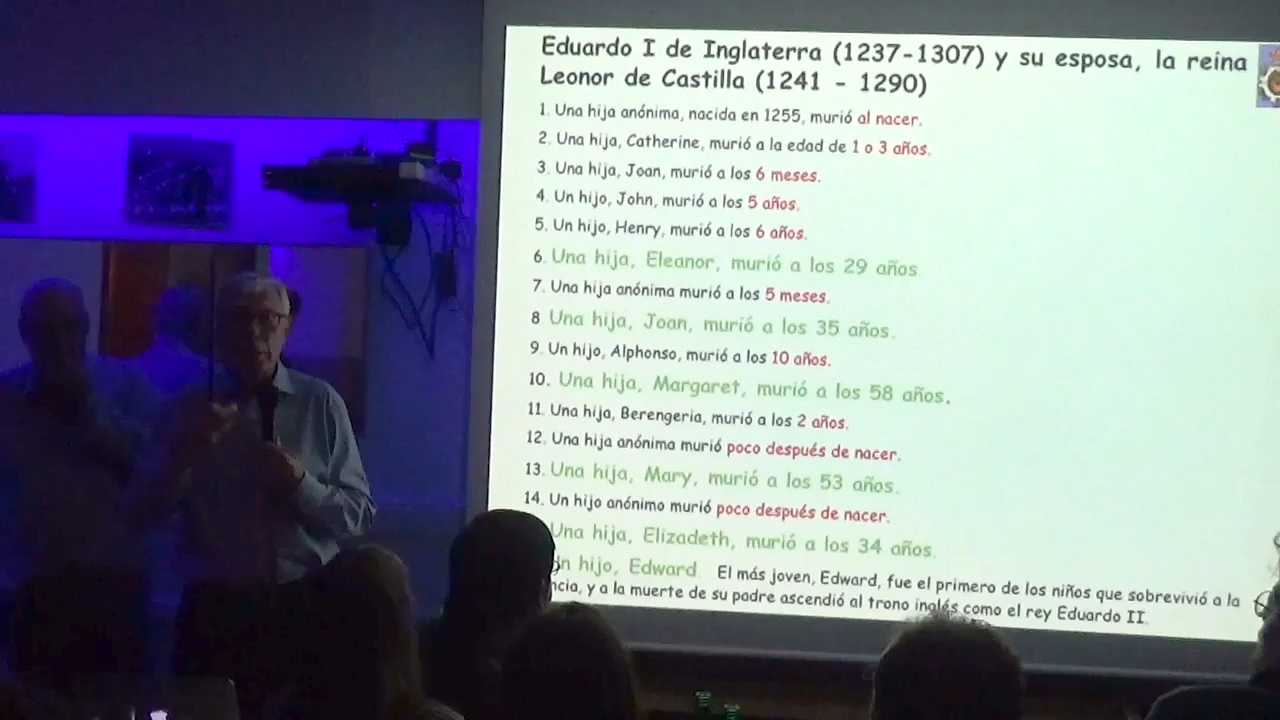 Eduardo I de Inglaterra (1237-1307) y su esposa, la reina
Leonor de Castilla (1241 - 1290)
1. Una hija anónima, nacida en 1255, murió al nacer.
2. Una hija, Catherine, murió a la edad de 1 o 3 años.
3. Una hija, Joan, murió a los 6 meses.
4. Un hijo, John, murió a los 5 años.
5. Un hijo, Henry, murió a los 6 años.
6. Una hija, Eleanor, murió a los 29 años.
7. Una hija anónima murió a los 5 meses.
8 Una hija, Joan, murió a los 35 años.
9. Un hijo, Alphonso, murió a los 10 años.
10. Una hija, Margaret, murió a los 58 años.
11. Una hija, Berengeria, murió a los 2 años.
12. Una hija anónima murió poco después de nacer.
13. Una hija, Mary, murió a los 53 años.
14. Un hijo anónimo murió poco después de nacer.
Una hija, Elizadeth, murió a los 34 años.
hijo, Edward. El más joven, Edward, fue el primero de los niños que sobrevivió a la
y a la muerte de su padre ascendió al trono inglés como el rey Eduardo II.